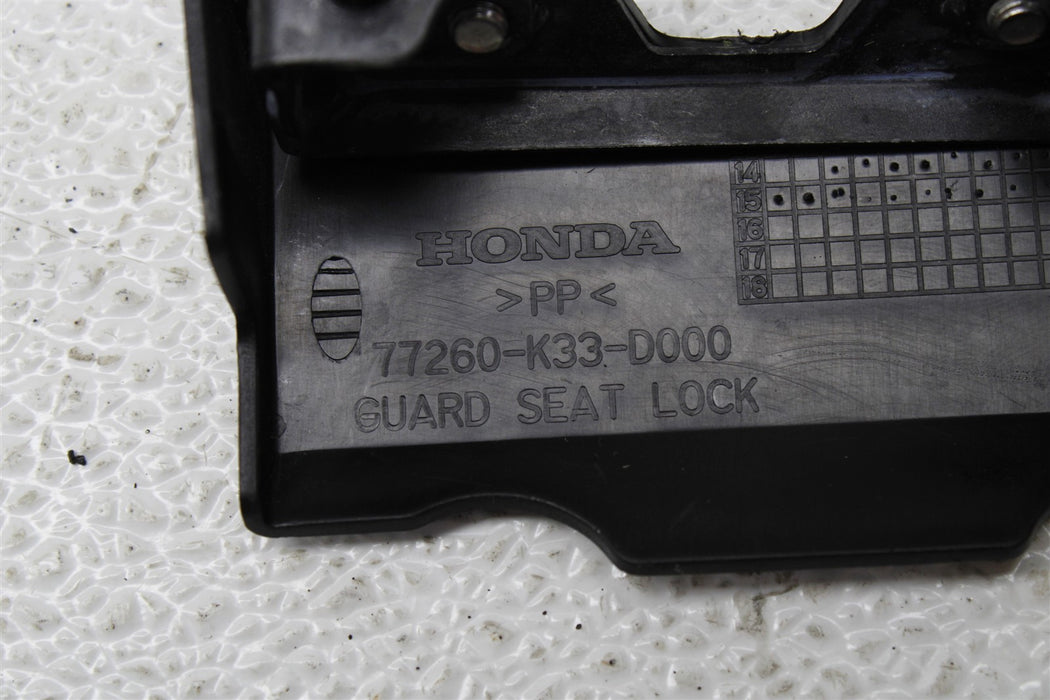 HONDA
>PP<
77260-K33-D000
GUARD SEAT LOCK
14
15
16
17
18